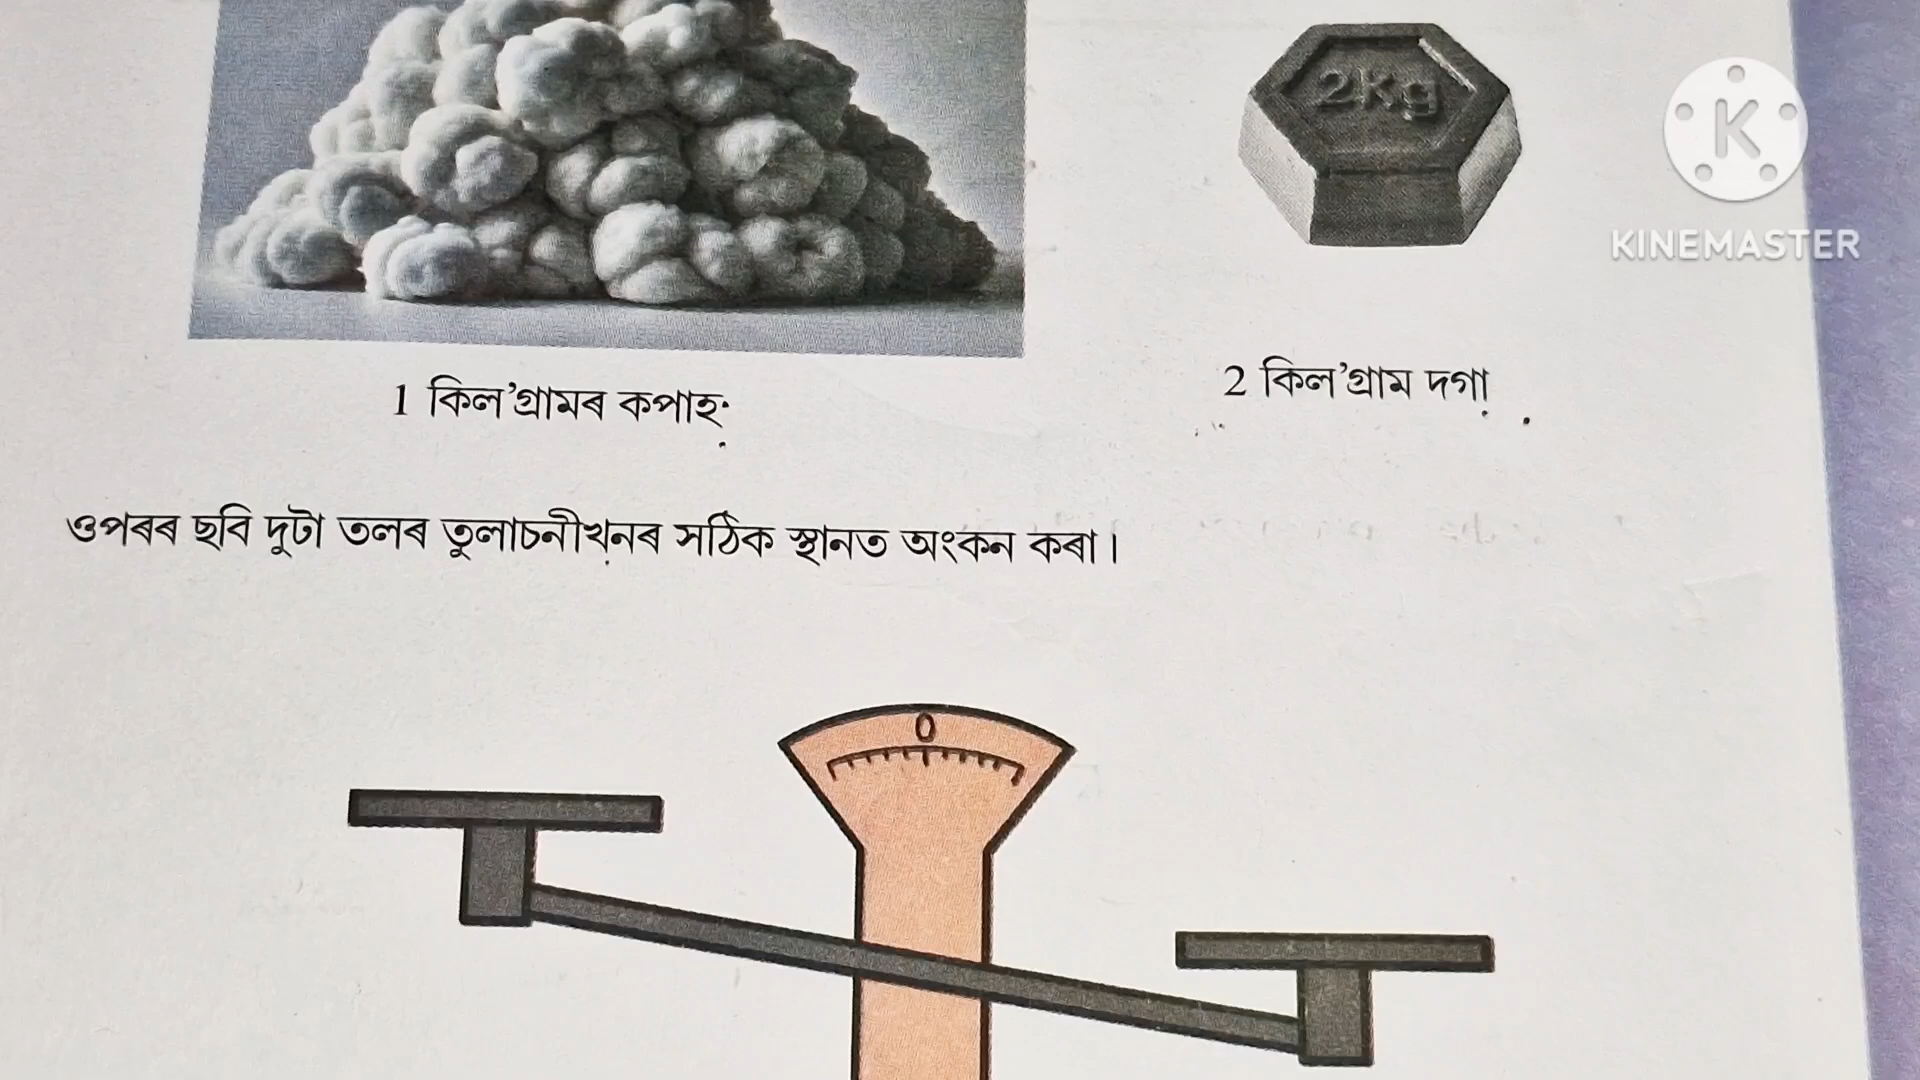 2Kg
K
KINEMASTER
1 কিল'গ্ৰামৰ কপাহ
2 কিল'গ্ৰাম দগা
ওপৰৰ ছবি দুটা তলৰ তুলাচনীখনৰ সঠিক স্থানত অংকন কৰা।
0